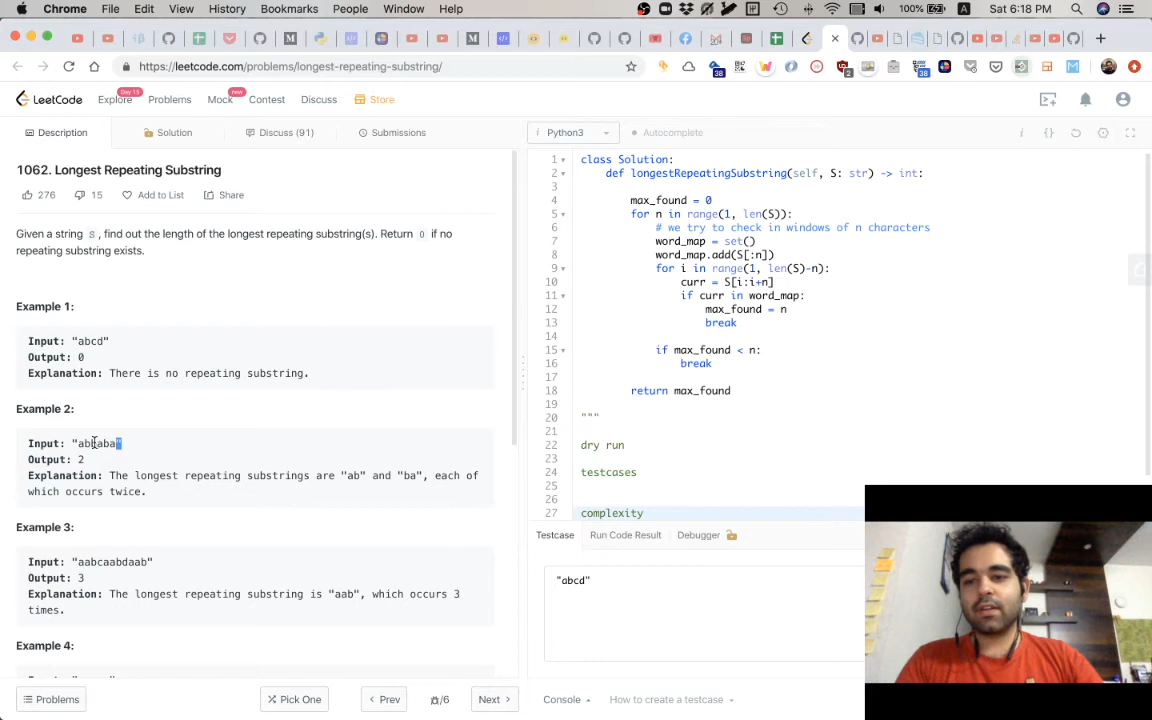 Chrome File Edit View History Bookmarks People Window Help 100% A Sat 6:18 PM
https://leetcode.com/problems/longest-repeating-substring/
LeetCode Explore Day 13 Problems Mock new Contest Discuss Store
Description Solution Discuss (91) Submissions
i Python3 Autocomplete
1062. Longest Repeating Substring
276 15 Add to List Share
Given a string S, find out the length of the longest repeating substring(s). Return 0 if no
repeating substring exists.
Example 1:
Input: "abcd"
Output: 0
Explanation: There is no repeating substring.
Example 2:
Input: "abbaba"
Output: 2
Explanation: The longest repeating substrings are "ab" and "ba", each of
which occurs twice.
Example 3:
Input: "aabcaabdaab"
Output: 3
Explanation: The longest repeating substring is "aab", which occurs 3
times.
Example 4:
1 class Solution:
2 def longestRepeatingSubstring(self, S: str) -> int:
3
4 max_found = 0
5 for n in range(1, len(S)):
6 # we try to check in windows of n characters
7 word_map = set()
8 word_map.add(S[:n])
9 for i in range(1, len(S)-n):
10 curr = S[i:i+n]
11 if curr in word_map:
12 max_found = n
13 break
14
15 if max_found < n:
16 break
17
18 return max_found
19
20 """
21
22 dry run
23
24 testcases
25
26
27 complexity
Testcase Run Code Result Debugger
"abcd"
Problems Pick One Prev /6 Next Console How to create a testcase